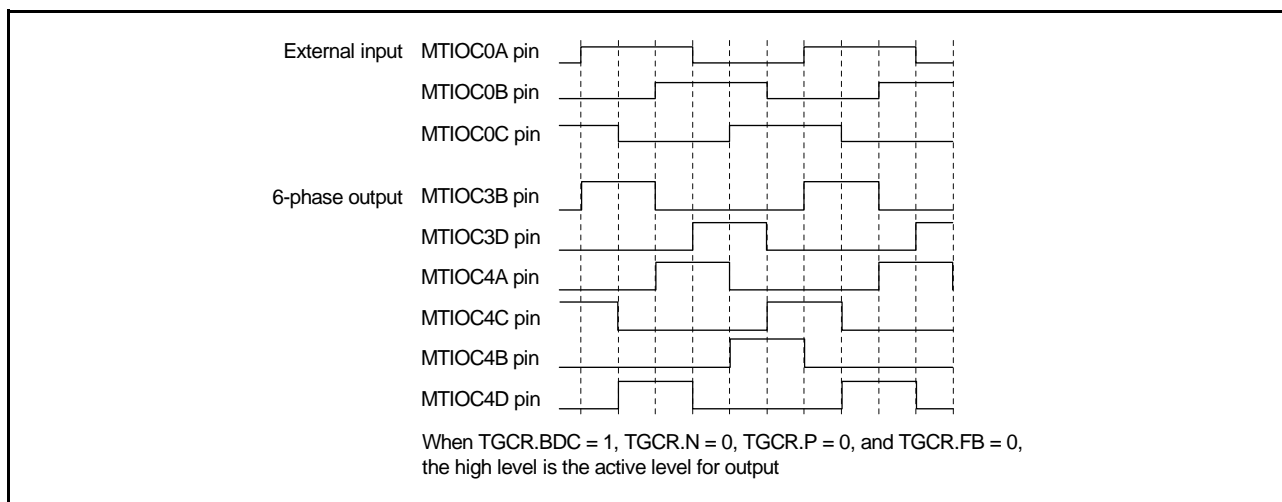 External input MTIOC0A pin
MTIOC0B pin
MTIOC0C pin
6-phase output MTIOC3B pin
MTIOC3D pin
MTIOC4A pin
MTIOC4C pin
MTIOC4B pin
MTIOC4D pin
When TGCR.BDC = 1, TGCR.N = 0, TGCR.P = 0, and TGCR.FB = 0,
the high level is the active level for output